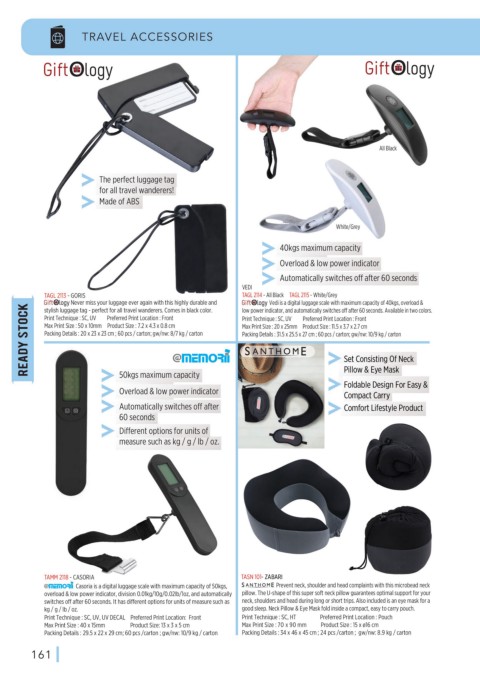 TRAVEL ACCESSORIES
GiftOlogy
The perfect luggage tag
for all travel wanderers!
Made of ABS
TAGL 2113 - GORIS
GiftOlogy Never miss your luggage ever again with this highly durable and
stylish luggage tag - perfect for all travel wanderers. Comes in black color.
Print Technique : SC, UV Preferred Print Location : Front
Max Print Size : 50 x 10mm Product Size : 7.2 x 4.3 x 0.8 cm
Packing Details : 20 x 23 x 23 cm ; 60 pcs / carton; gw/nw: 8/7 kg / carton
GiftOlogy
All Black
White/Grey
40kgs maximum capacity
Overload & low power indicator
Automatically switches off after 60 seconds
VEDI
TAGL 2114 - All Black TAGL 2115 - White/Grey
GiftOlogy Vedi is a digital luggage scale with maximum capacity of 40kgs, overload &
low power indicator, and automatically switches off after 60 seconds. Available in two colors.
Print Technique : SC, UV Preferred Print Location : Front
Max Print Size : 20 x 25mm Product Size : 11.5 x 3.7 x 2.7 cm
Packing Details : 31.5 x 25.5 x 27 cm ; 60 pcs / carton; gw/nw: 10/9 kg / carton
READY STOCK
@memorii
50kgs maximum capacity
Overload & low power indicator
Automatically switches off after
60 seconds
Different options for units of
measure such as kg / g / lb / oz.
TAMM 2118 - CASORIA
@memorii Casoria is a digital luggage scale with maximum capacity of 50kgs,
overload & low power indicator, division 0.01kg/10g/0.02lb/1oz, and automatically
switches off after 60 seconds. It has different options for units of measure such as
kg / g / lb / oz.
Print Technique : SC, UV, UV DECAL Preferred Print Location: Front
Max Print Size : 40 x 15mm Product Size: 13 x 3 x 5 cm
Packing Details : 29.5 x 22 x 29 cm; 60 pcs / carton ; gw/nw: 10/9 kg / carton
SANTHOME
Set Consisting Of Neck
Pillow & Eye Mask
Foldable Design For Easy &
Compact Carry
Comfort Lifestyle Product
TASN 101- ZABARI
SANTHOME Prevent neck, shoulder and head complaints with this microbead neck
pillow. The U-shape of this super soft neck pillow guarantees optimal support for your
neck, shoulders and head during long or short trips. Also included is an eye mask for a
good sleep. Neck Pillow & Eye Mask fold inside a compact, easy to carry pouch.
Print Technique : SC, HT Preferred Print Location : Pouch
Max Print Size : 70 x 90 mm Product Size : 15 x ø16 cm
Packing Details : 34 x 46 x 45 cm ; 24 pcs / carton ; gw/nw: 8.9 kg / carton
161